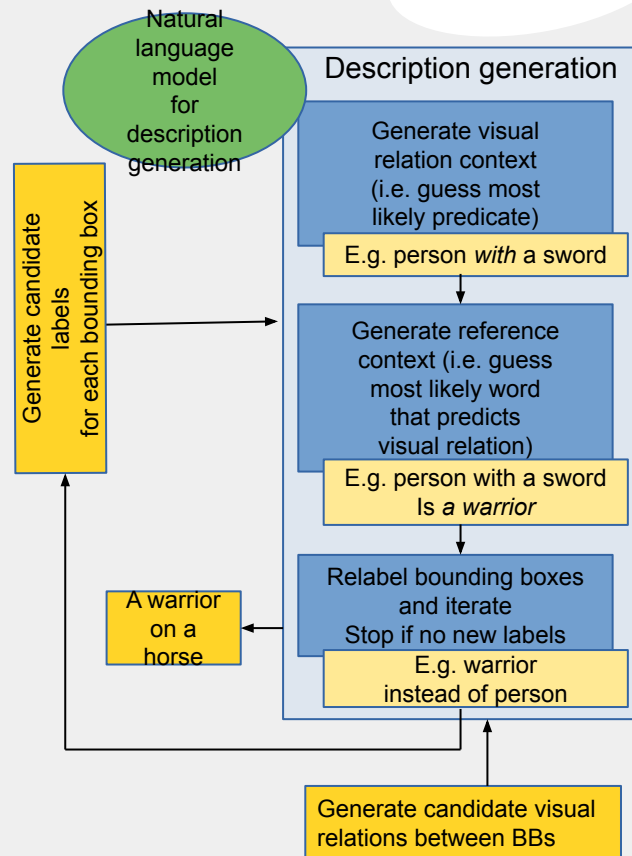 Natural
language
model
for
description
generation
Description generation
Generate visual
relation context
(i.e. guess most
likely predicate)
E.g. person with a sword
Generate candidate
labels
for each bounding box
Generate reference
context (i.e. guess
most likely word
that predicts
visual relation)
E.g. person with a sword
Is a warrior
Relabel bounding boxes
and iterate
Stop if no new labels
E.g. warrior
instead of person
A warrior
on a
horse
Generate candidate visual
relations between BBs